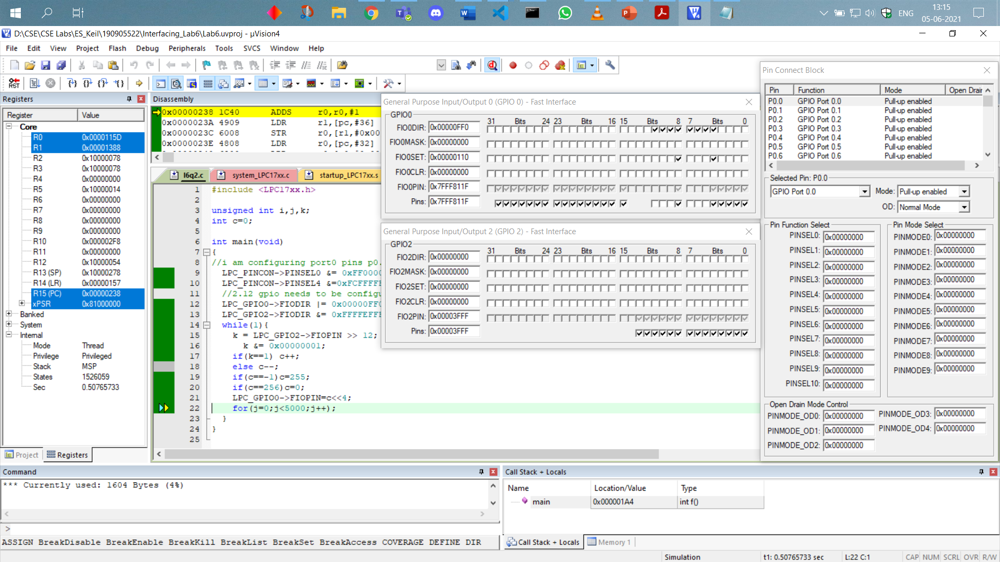 13:15
ENG
05-06-2021
D:\CSE\CSE Labs\ES_Keil\190905522\Interfacing_Lab6\Lab6.uvproj - µVision4
File Edit View Project Flash Debug Peripherals Tools SVCS Window Help
Registers
Register Value
Core
R0 0x0000115D
R1 0x00001388
R2 0x10000078
R3 0x10000078
R4 0x00000000
R5 0x10000014
R6 0x00000000
R7 0x00000000
R8 0x00000000
R9 0x00000000
R10 0x000002F8
R11 0x00000000
R12 0x10000054
R13 (SP) 0x10000278
R14 (LR) 0x00000157
R15 (PC) 0x00000238
xPSR 0x81000000
Banked
System
Internal
Mode Thread
Privilege Privileged
Stack MSP
States 1526059
Sec 0.50765733
Project Registers
Disassembly
0x00000238 1C40 ADDS r0,r0,#1
0x0000023A 4909 LDR r1,[pc,#36]
0x0000023C 6008 STR r0,[r1,#0x00
0x0000023E 4808 LDR r0,[pc,#32]
l6q2.c system_LPC17xx.c startup_LPC17xx.s
1 #include <LPC17xx.h>
2
3 unsigned int i,j,k;
4 int c=0;
5
6 int main(void)
7 {
8 //i am configuring port0 pins p0.
9 LPC_PINCON->PINSEL0 &= 0xFF0000
10 LPC_PINCON->PINSEL4 &=0xFCFFFFF
11 //2.12 gpio needs to be configu
12 LPC_GPIO0->FIODIR |= 0x00000FF0
13 LPC_GPIO2->FIODIR &= 0xFFFFEFFF
14 while(1){
15 k = LPC_GPIO2->FIOPIN >> 12;
16 k &= 0x00000001;
17 if(k==1) c++;
18 else c--;
19 if(c==-1)c=255;
20 if(c==256)c=0;
21 LPC_GPIO0->FIOPIN=c<<4;
22 for(j=0;j<5000;j++);
23 }
24 }
25
General Purpose Input/Output 0 (GPIO 0) - Fast Interface
GPIO0
31 Bits 24 23 Bits 16 15 Bits 8 7 Bits 0
FIO0DIR: 0x00000FF0
FIO0MASK: 0x00000000
FIO0SET: 0x00000110
FIO0CLR: 0x00000000
FIO0PIN: 0x7FFF811F
Pins: 0x7FFF811F
General Purpose Input/Output 2 (GPIO 2) - Fast Interface
GPIO2
31 Bits 24 23 Bits 16 15 Bits 8 7 Bits 0
FIO2DIR: 0x00000000
FIO2MASK: 0x00000000
FIO2SET: 0x00000000
FIO2CLR: 0x00000000
FIO2PIN: 0x00003FFF
Pins: 0x00003FFF
Pin Connect Block
Pin Function Mode Open Drain
P0.0 GPIO Port 0.0 Pull-up enabled
P0.1 GPIO Port 0.1 Pull-up enabled
P0.2 GPIO Port 0.2 Pull-up enabled
P0.3 GPIO Port 0.3 Pull-up enabled
P0.4 GPIO Port 0.4 Pull-up enabled
P0.5 GPIO Port 0.5 Pull-up enabled
P0.6 GPIO Port 0.6 Pull-up enabled
Selected Pin: P0.0
GPIO Port 0.0 Mode: Pull-up enabled
OD: Normal Mode
Pin Function Select
PINSEL0: 0x00000000
PINSEL1: 0x00000000
PINSEL2: 0x00000000
PINSEL3: 0x00000000
PINSEL4: 0x00000000
PINSEL5: 0x00000000
PINSEL6: 0x00000000
PINSEL7: 0x00000000
PINSEL8: 0x00000000
PINSEL9: 0x00000000
PINSEL10: 0x00000000
Pin Mode Select
PINMODE0: 0x00000000
PINMODE1: 0x00000000
PINMODE2: 0x00000000
PINMODE3: 0x00000000
PINMODE4: 0x00000000
PINMODE5: 0x00000000
PINMODE6: 0x00000000
PINMODE7: 0x00000000
PINMODE8: 0x00000000
PINMODE9: 0x00000000
Open Drain Mode Control
PINMODE_OD0: 0x00000000 PINMODE_OD3: 0x00000000
PINMODE_OD1: 0x00000000 PINMODE_OD4: 0x00000000
PINMODE_OD2: 0x00000000
Command
*** Currently used: 1604 Bytes (4%)
>
ASSIGN BreakDisable BreakEnable BreakKill BreakList BreakSet BreakAccess COVERAGE DEFINE DIR
Call Stack + Locals
Name Location/Value Type
main 0x000001A4 int f()
Call Stack + Locals Memory 1
Simulation t1: 0.50765733 sec L:22 C:1 CAP NUM SCRL OVR R/W